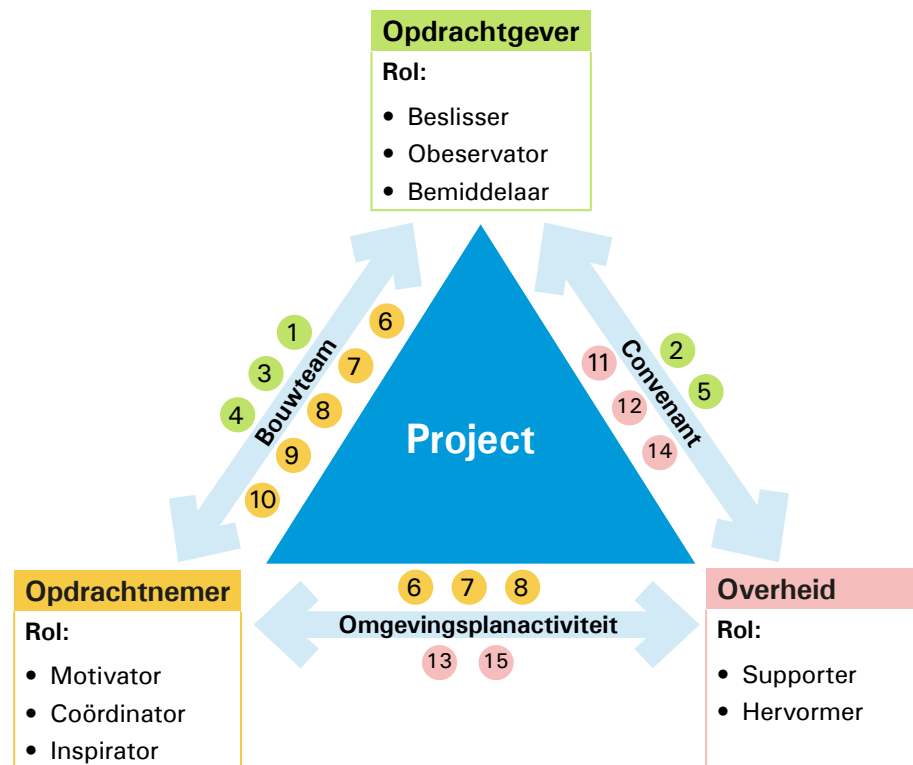 Opdrachtgever
Rol:
• Beslisser
• Obeservator
• Bemiddelaar
1
3
4
Bouwteam
6
7
8
9
10
Project
2
5
Convenant
11
12
14
Opdrachtnemer
Rol:
• Motivator
• Coördinator
• Inspirator
6 7 8
Omgevingsplanactiviteit
13 15
Overheid
Rol:
• Supporter
• Hervormer